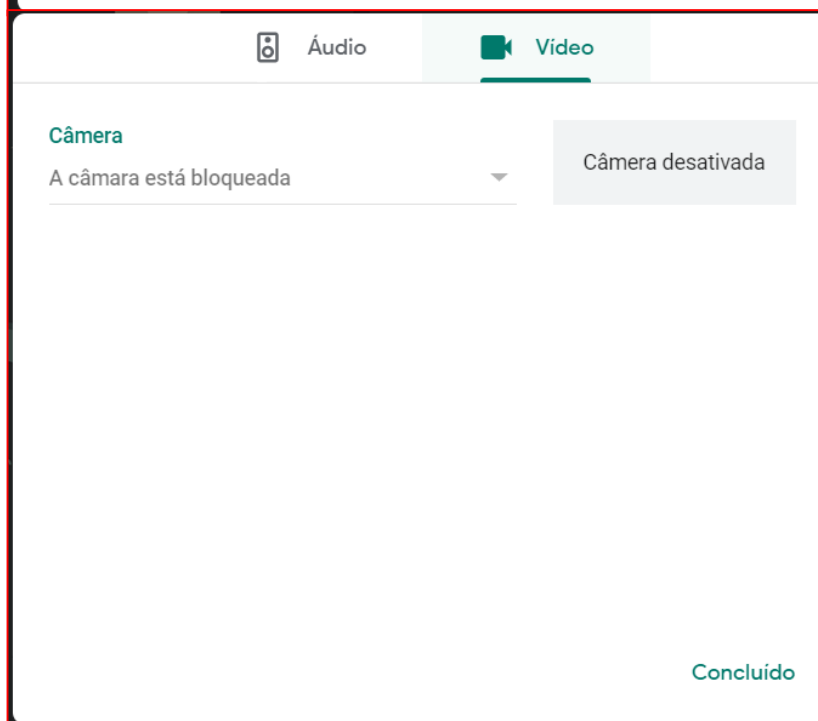 Áudio
Vídeo
Câmera
A câmara está bloqueada
Câmera desativada
Concluído